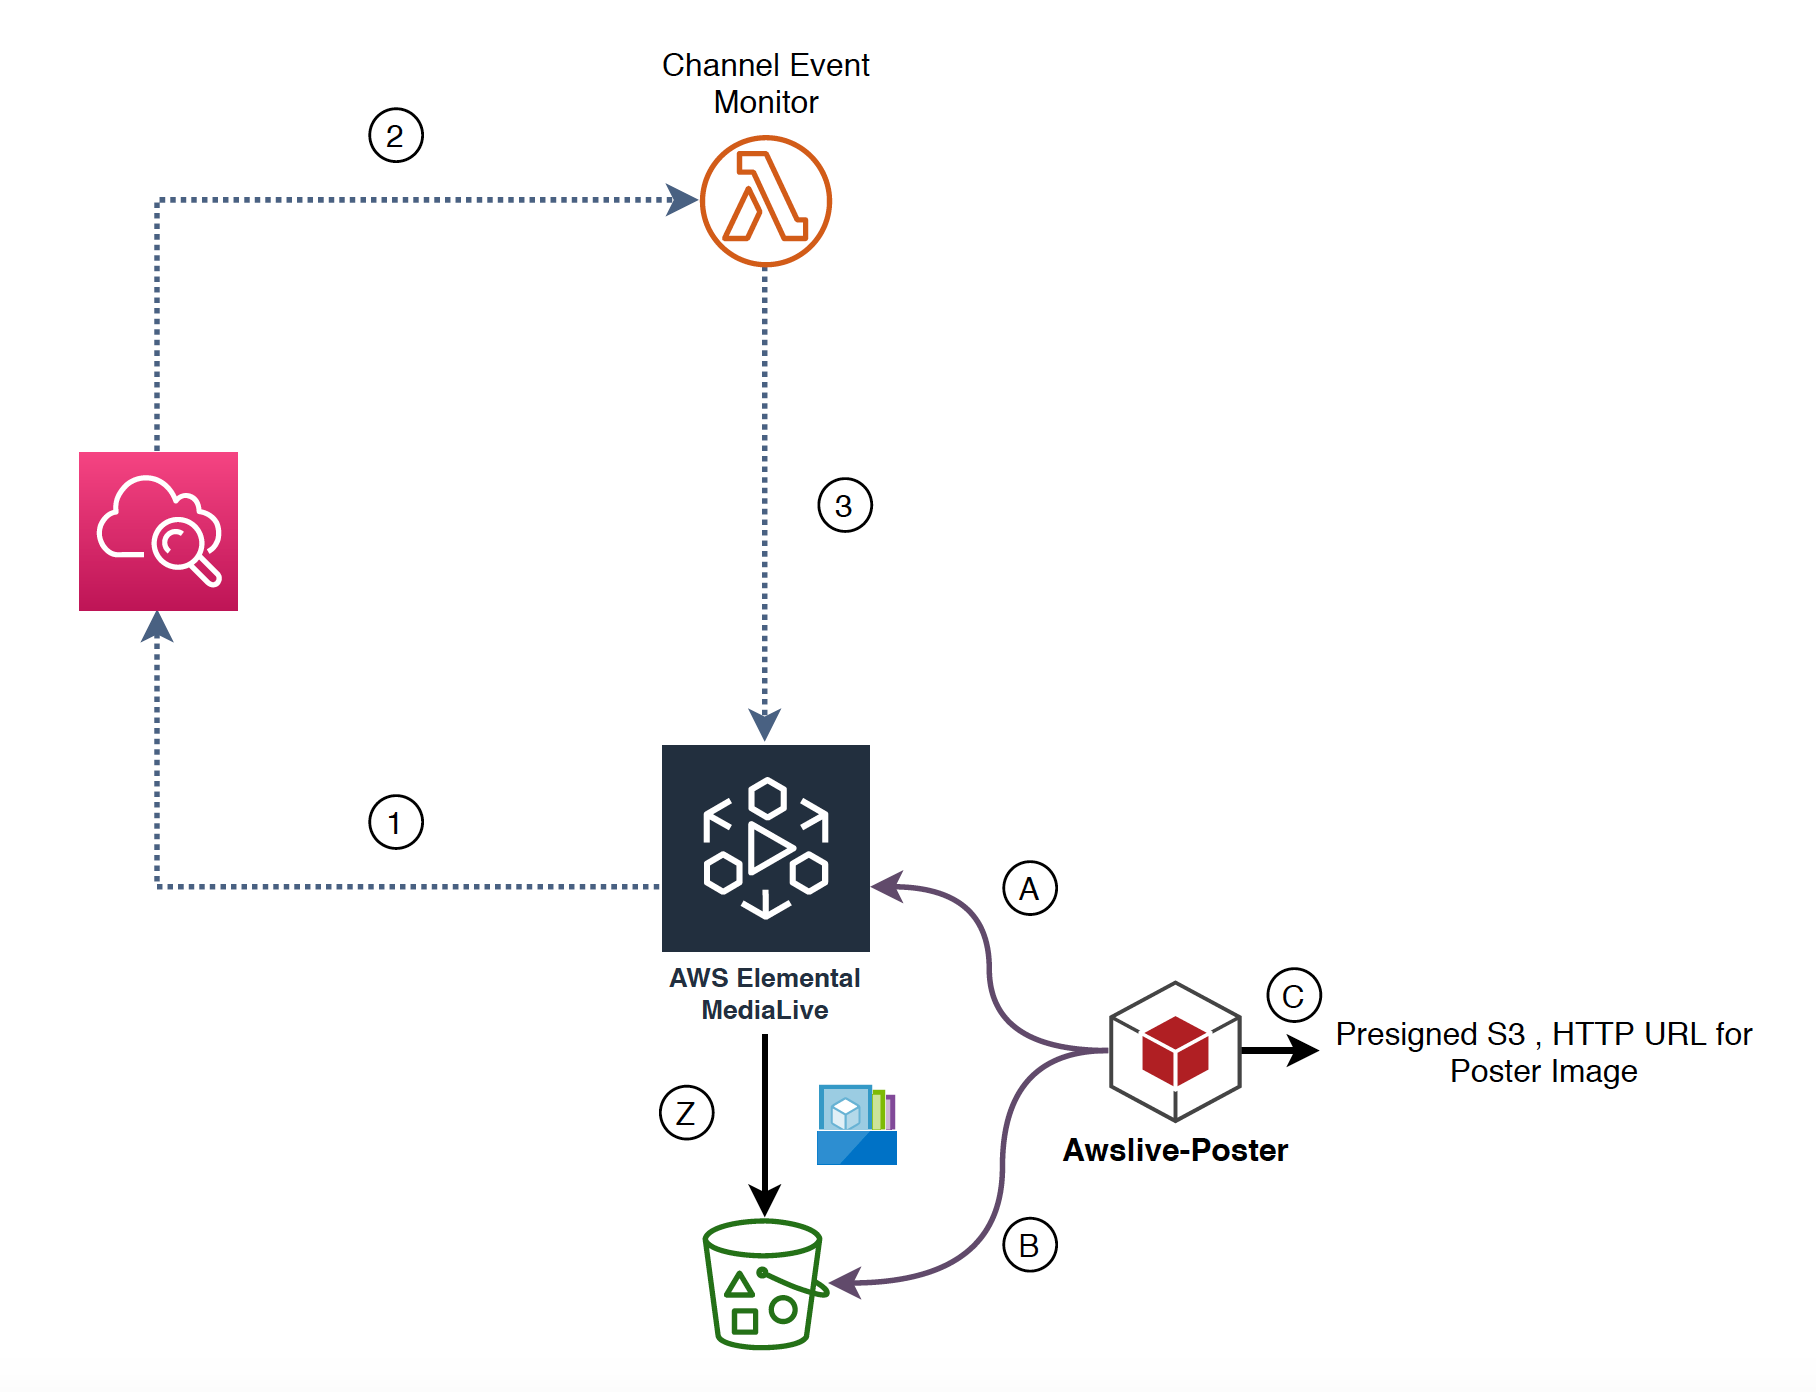 Channel Event
Monitor
2
3
1
A
AWS Elemental
MediaLive
C
Presigned S3 , HTTP URL for
Poster Image
Z
Awslive-Poster
B